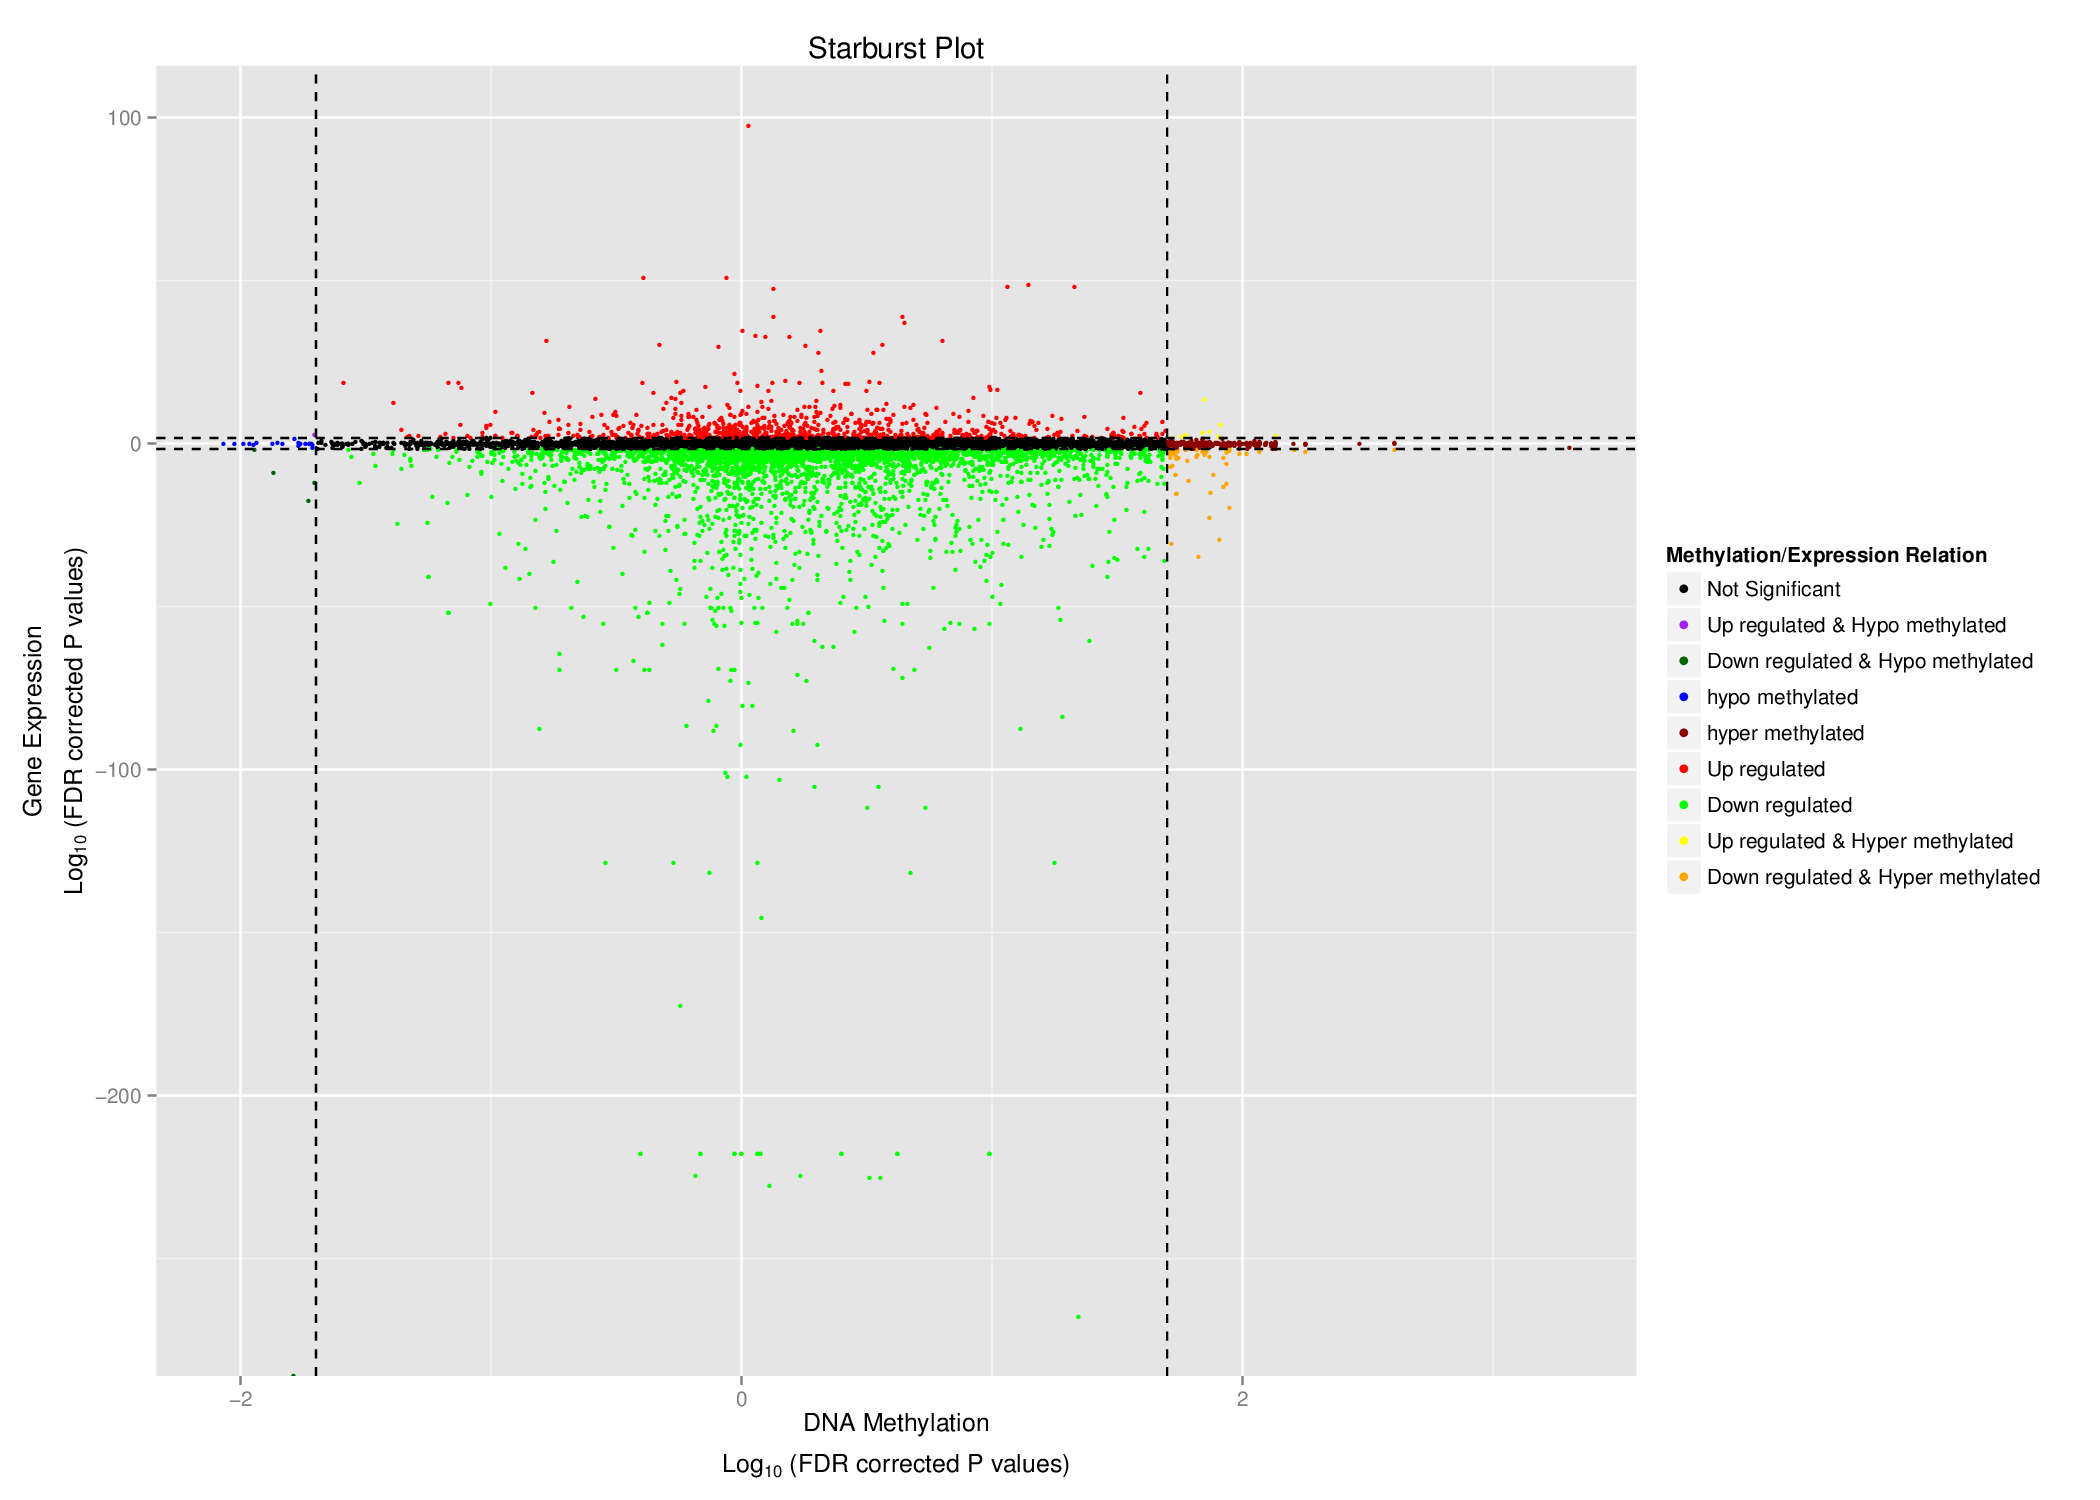 Starburst Plot
100
0
−100
−200
Gene Expression
Log10 (FDR corrected P values)
−2
0
2
DNA Methylation
Log10 (FDR corrected P values)
Methylation/Expression Relation
Not Significant
Up regulated & Hypo methylated
Down regulated & Hypo methylated
hypo methylated
hyper methylated
Up regulated
Down regulated
Up regulated & Hyper methylated
Down regulated & Hyper methylated